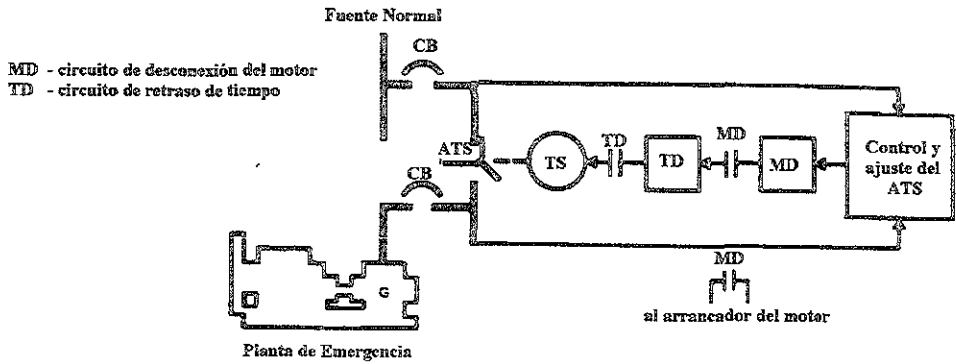 Fuente Normal
CB
MD - circuito de desconexión del motor
TD - circuito de retraso de tiempo
ATS
TS
TD
TD
MD
MD
Control y
ajuste del
ATS
CB
MD
G
al arrancador del motor
Planta de Emergencia